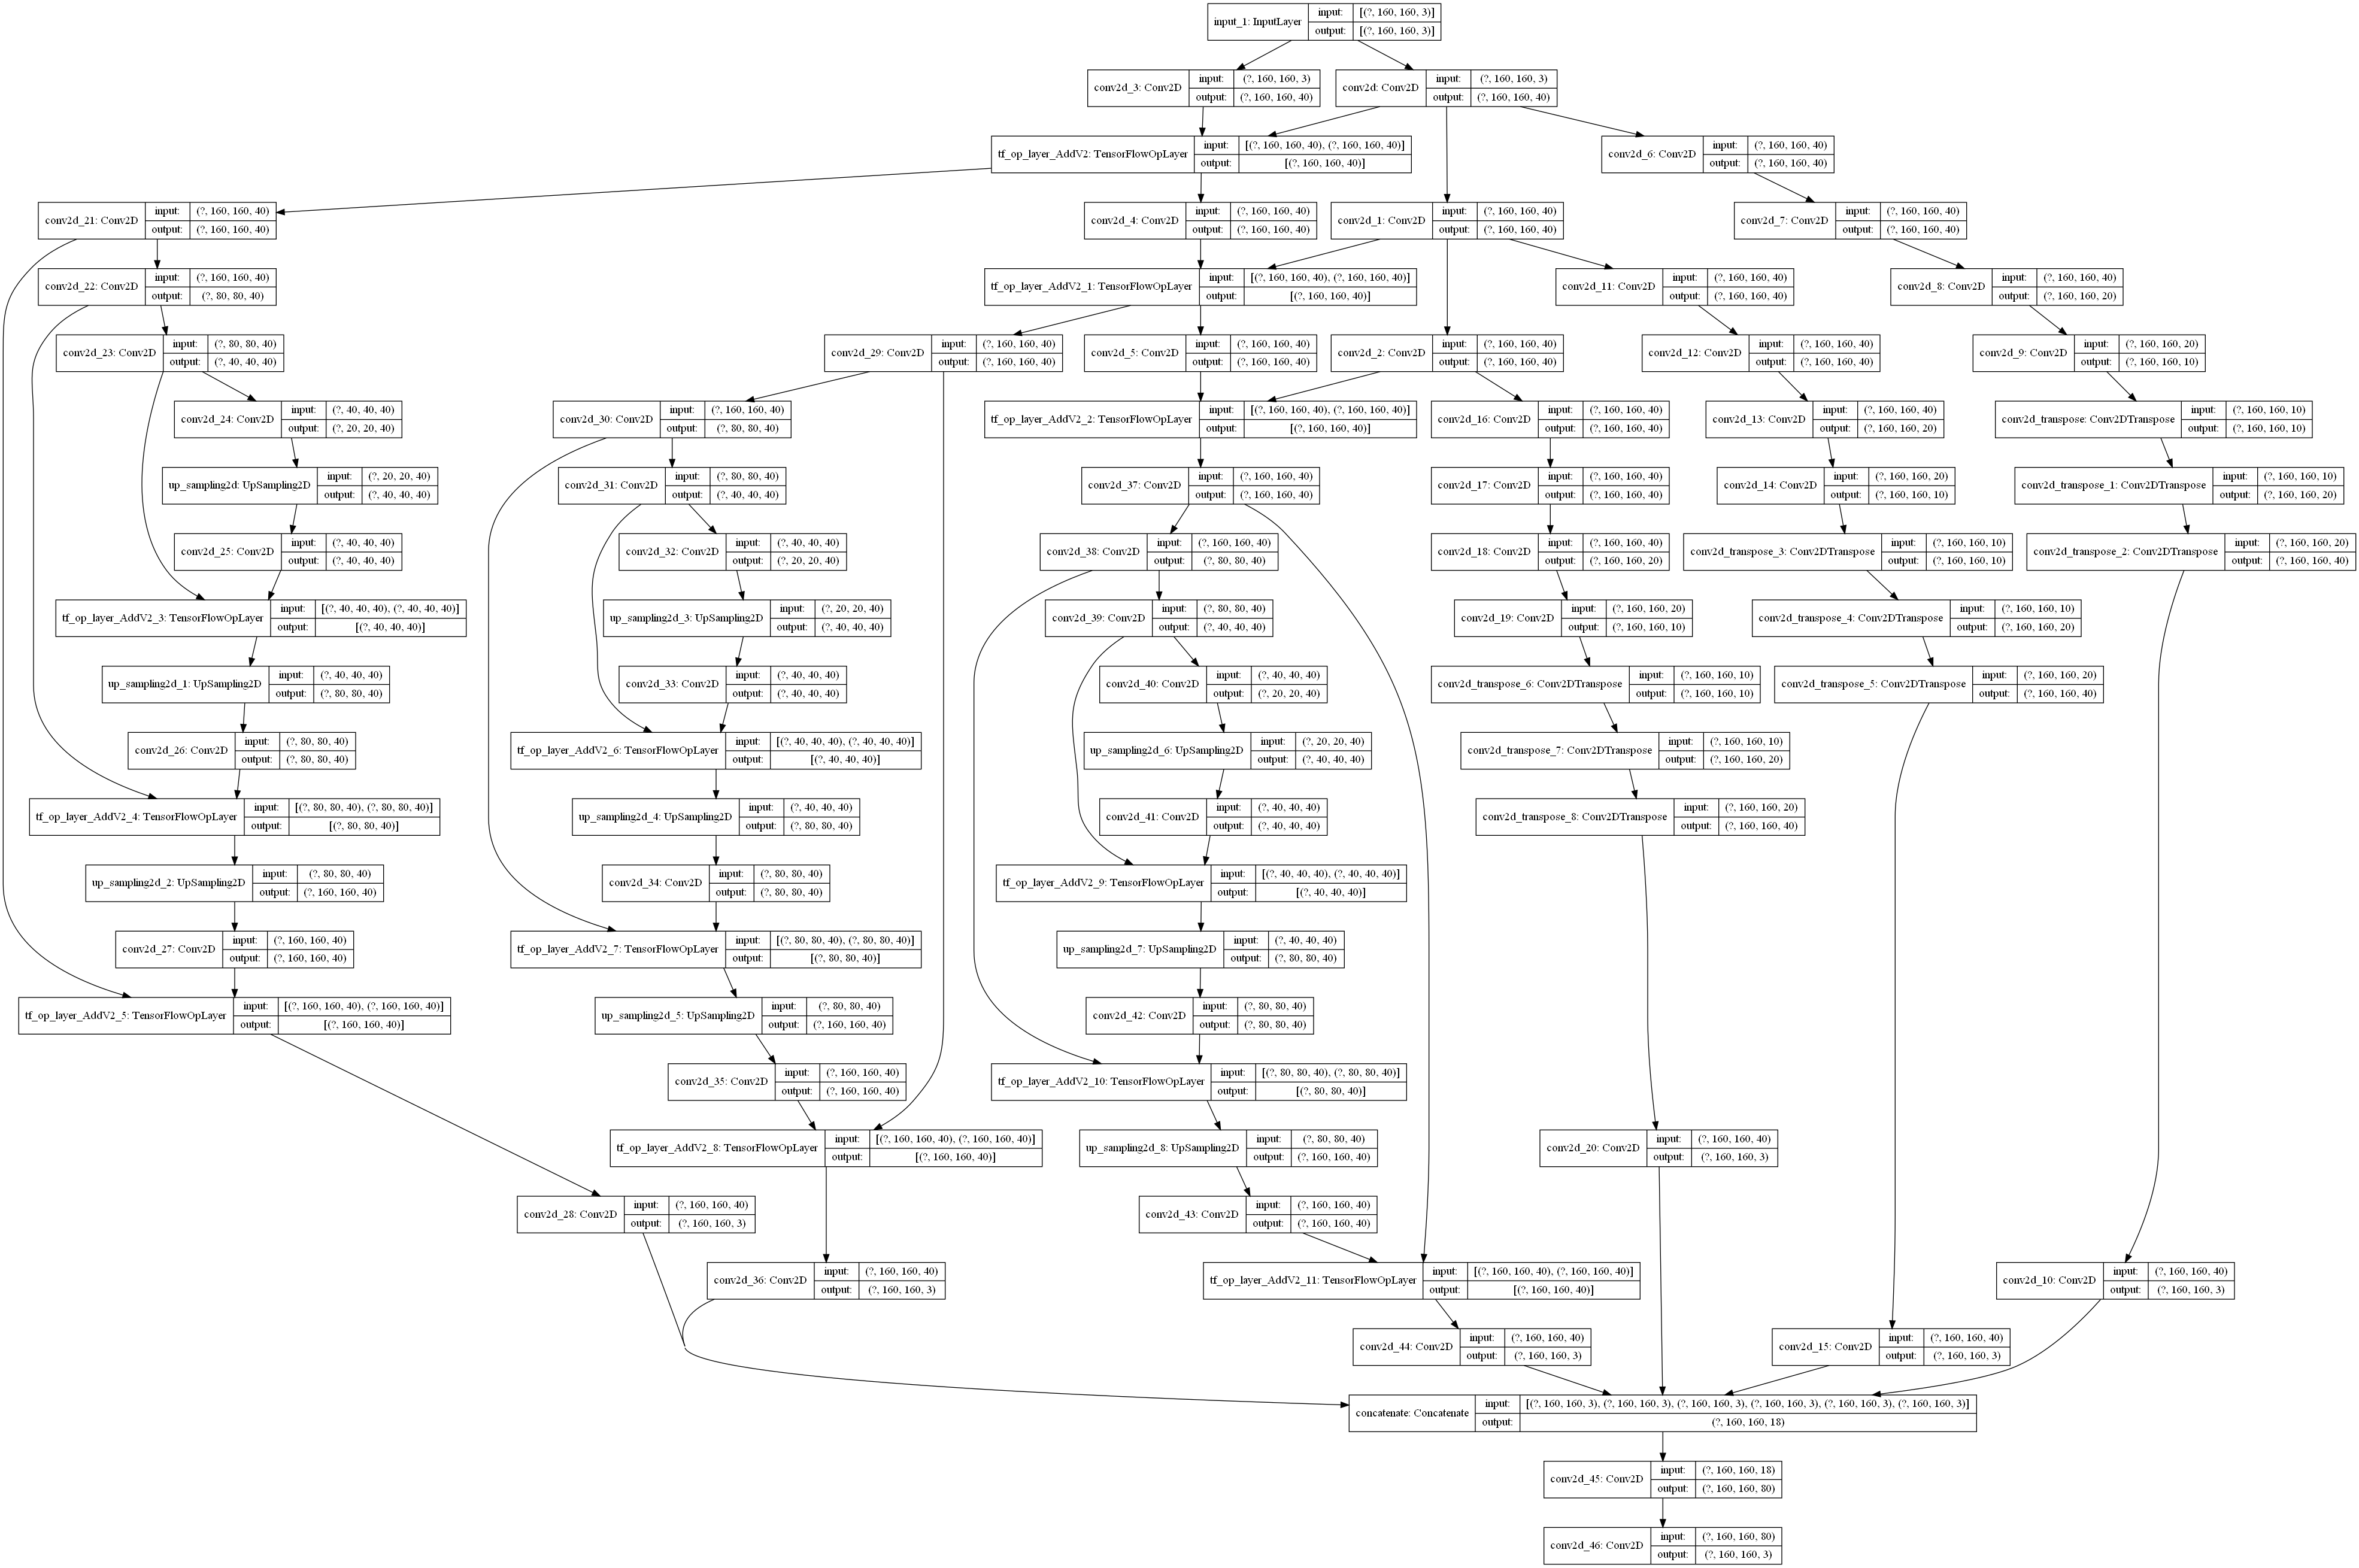 input_1: InputLayer
input: [(?, 160, 160, 3)]
output: [(?, 160, 160, 3)]
conv2d_3: Conv2D
input: (?, 160, 160, 3)
output: (?, 160, 160, 40)
conv2d: Conv2D
input: (?, 160, 160, 3)
output: (?, 160, 160, 40)
tf_op_layer_AddV2: TensorFlowOpLayer
input: [(?, 160, 160, 40), (?, 160, 160, 40)]
output: [(?, 160, 160, 40)]
conv2d_6: Conv2D
input: (?, 160, 160, 40)
output: (?, 160, 160, 40)
conv2d_21: Conv2D
input: (?, 160, 160, 40)
output: (?, 160, 160, 40)
conv2d_4: Conv2D
input: (?, 160, 160, 40)
output: (?, 160, 160, 40)
conv2d_1: Conv2D
input: (?, 160, 160, 40)
output: (?, 160, 160, 40)
conv2d_7: Conv2D
input: (?, 160, 160, 40)
output: (?, 160, 160, 40)
conv2d_22: Conv2D
input: (?, 160, 160, 40)
output: (?, 80, 80, 40)
tf_op_layer_AddV2_1: TensorFlowOpLayer
input: [(?, 160, 160, 40), (?, 160, 160, 40)]
output: [(?, 160, 160, 40)]
conv2d_11: Conv2D
input: (?, 160, 160, 40)
output: (?, 160, 160, 40)
conv2d_8: Conv2D
input: (?, 160, 160, 40)
output: (?, 160, 160, 20)
conv2d_23: Conv2D
input: (?, 80, 80, 40)
output: (?, 40, 40, 40)
conv2d_29: Conv2D
input: (?, 160, 160, 40)
output: (?, 160, 160, 40)
conv2d_5: Conv2D
input: (?, 160, 160, 40)
output: (?, 160, 160, 40)
conv2d_2: Conv2D
input: (?, 160, 160, 40)
output: (?, 160, 160, 40)
conv2d_12: Conv2D
input: (?, 160, 160, 40)
output: (?, 160, 160, 40)
conv2d_9: Conv2D
input: (?, 160, 160, 20)
output: (?, 160, 160, 10)
conv2d_24: Conv2D
input: (?, 40, 40, 40)
output: (?, 20, 20, 40)
conv2d_30: Conv2D
input: (?, 160, 160, 40)
output: (?, 80, 80, 40)
tf_op_layer_AddV2_2: TensorFlowOpLayer
input: [(?, 160, 160, 40), (?, 160, 160, 40)]
output: [(?, 160, 160, 40)]
conv2d_16: Conv2D
input: (?, 160, 160, 40)
output: (?, 160, 160, 40)
conv2d_13: Conv2D
input: (?, 160, 160, 40)
output: (?, 160, 160, 20)
conv2d_transpose: Conv2DTranspose
input: (?, 160, 160, 10)
output: (?, 160, 160, 10)
up_sampling2d: UpSampling2D
input: (?, 20, 20, 40)
output: (?, 40, 40, 40)
conv2d_31: Conv2D
input: (?, 80, 80, 40)
output: (?, 40, 40, 40)
conv2d_37: Conv2D
input: (?, 160, 160, 40)
output: (?, 160, 160, 40)
conv2d_17: Conv2D
input: (?, 160, 160, 40)
output: (?, 160, 160, 40)
conv2d_14: Conv2D
input: (?, 160, 160, 20)
output: (?, 160, 160, 10)
conv2d_transpose_1: Conv2DTranspose
input: (?, 160, 160, 10)
output: (?, 160, 160, 20)
conv2d_25: Conv2D
input: (?, 40, 40, 40)
output: (?, 40, 40, 40)
conv2d_32: Conv2D
input: (?, 40, 40, 40)
output: (?, 20, 20, 40)
conv2d_38: Conv2D
input: (?, 160, 160, 40)
output: (?, 80, 80, 40)
conv2d_18: Conv2D
input: (?, 160, 160, 40)
output: (?, 160, 160, 20)
conv2d_transpose_3: Conv2DTranspose
input: (?, 160, 160, 10)
output: (?, 160, 160, 10)
conv2d_transpose_2: Conv2DTranspose
input: (?, 160, 160, 20)
output: (?, 160, 160, 40)
tf_op_layer_AddV2_3: TensorFlowOpLayer
input: [(?, 40, 40, 40), (?, 40, 40, 40)]
output: [(?, 40, 40, 40)]
up_sampling2d_3: UpSampling2D
input: (?, 20, 20, 40)
output: (?, 40, 40, 40)
conv2d_39: Conv2D
input: (?, 80, 80, 40)
output: (?, 40, 40, 40)
conv2d_19: Conv2D
input: (?, 160, 160, 20)
output: (?, 160, 160, 10)
conv2d_transpose_4: Conv2DTranspose
input: (?, 160, 160, 10)
output: (?, 160, 160, 20)
up_sampling2d_1: UpSampling2D
input: (?, 40, 40, 40)
output: (?, 80, 80, 40)
conv2d_33: Conv2D
input: (?, 40, 40, 40)
output: (?, 40, 40, 40)
conv2d_40: Conv2D
input: (?, 40, 40, 40)
output: (?, 20, 20, 40)
conv2d_transpose_6: Conv2DTranspose
input: (?, 160, 160, 10)
output: (?, 160, 160, 10)
conv2d_transpose_5: Conv2DTranspose
input: (?, 160, 160, 20)
output: (?, 160, 160, 40)
conv2d_26: Conv2D
input: (?, 80, 80, 40)
output: (?, 80, 80, 40)
tf_op_layer_AddV2_6: TensorFlowOpLayer
input: [(?, 40, 40, 40), (?, 40, 40, 40)]
output: [(?, 40, 40, 40)]
up_sampling2d_6: UpSampling2D
input: (?, 20, 20, 40)
output: (?, 40, 40, 40)
conv2d_transpose_7: Conv2DTranspose
input: (?, 160, 160, 10)
output: (?, 160, 160, 20)
tf_op_layer_AddV2_4: TensorFlowOpLayer
input: [(?, 80, 80, 40), (?, 80, 80, 40)]
output: [(?, 80, 80, 40)]
up_sampling2d_4: UpSampling2D
input: (?, 40, 40, 40)
output: (?, 80, 80, 40)
conv2d_41: Conv2D
input: (?, 40, 40, 40)
output: (?, 40, 40, 40)
conv2d_transpose_8: Conv2DTranspose
input: (?, 160, 160, 20)
output: (?, 160, 160, 40)
up_sampling2d_2: UpSampling2D
input: (?, 80, 80, 40)
output: (?, 160, 160, 40)
conv2d_34: Conv2D
input: (?, 80, 80, 40)
output: (?, 80, 80, 40)
tf_op_layer_AddV2_9: TensorFlowOpLayer
input: [(?, 40, 40, 40), (?, 40, 40, 40)]
output: [(?, 40, 40, 40)]
conv2d_27: Conv2D
input: (?, 160, 160, 40)
output: (?, 160, 160, 40)
tf_op_layer_AddV2_7: TensorFlowOpLayer
input: [(?, 80, 80, 40), (?, 80, 80, 40)]
output: [(?, 80, 80, 40)]
up_sampling2d_7: UpSampling2D
input: (?, 40, 40, 40)
output: (?, 80, 80, 40)
tf_op_layer_AddV2_5: TensorFlowOpLayer
input: [(?, 160, 160, 40), (?, 160, 160, 40)]
output: [(?, 160, 160, 40)]
up_sampling2d_5: UpSampling2D
input: (?, 80, 80, 40)
output: (?, 160, 160, 40)
conv2d_42: Conv2D
input: (?, 80, 80, 40)
output: (?, 80, 80, 40)
conv2d_35: Conv2D
input: (?, 160, 160, 40)
output: (?, 160, 160, 40)
tf_op_layer_AddV2_10: TensorFlowOpLayer
input: [(?, 80, 80, 40), (?, 80, 80, 40)]
output: [(?, 80, 80, 40)]
tf_op_layer_AddV2_8: TensorFlowOpLayer
input: [(?, 160, 160, 40), (?, 160, 160, 40)]
output: [(?, 160, 160, 40)]
up_sampling2d_8: UpSampling2D
input: (?, 80, 80, 40)
output: (?, 160, 160, 40)
conv2d_20: Conv2D
input: (?, 160, 160, 40)
output: (?, 160, 160, 3)
conv2d_28: Conv2D
input: (?, 160, 160, 40)
output: (?, 160, 160, 3)
conv2d_43: Conv2D
input: (?, 160, 160, 40)
output: (?, 160, 160, 40)
conv2d_36: Conv2D
input: (?, 160, 160, 40)
output: (?, 160, 160, 3)
tf_op_layer_AddV2_11: TensorFlowOpLayer
input: [(?, 160, 160, 40), (?, 160, 160, 40)]
output: [(?, 160, 160, 40)]
conv2d_10: Conv2D
input: (?, 160, 160, 40)
output: (?, 160, 160, 3)
conv2d_44: Conv2D
input: (?, 160, 160, 40)
output: (?, 160, 160, 3)
conv2d_15: Conv2D
input: (?, 160, 160, 40)
output: (?, 160, 160, 3)
concatenate: Concatenate
input: [(?, 160, 160, 3), (?, 160, 160, 3), (?, 160, 160, 3), (?, 160, 160, 3), (?, 160, 160, 3), (?, 160, 160, 3)]
output: (?, 160, 160, 18)
conv2d_45: Conv2D
input: (?, 160, 160, 18)
output: (?, 160, 160, 80)
conv2d_46: Conv2D
input: (?, 160, 160, 80)
output: (?, 160, 160, 3)